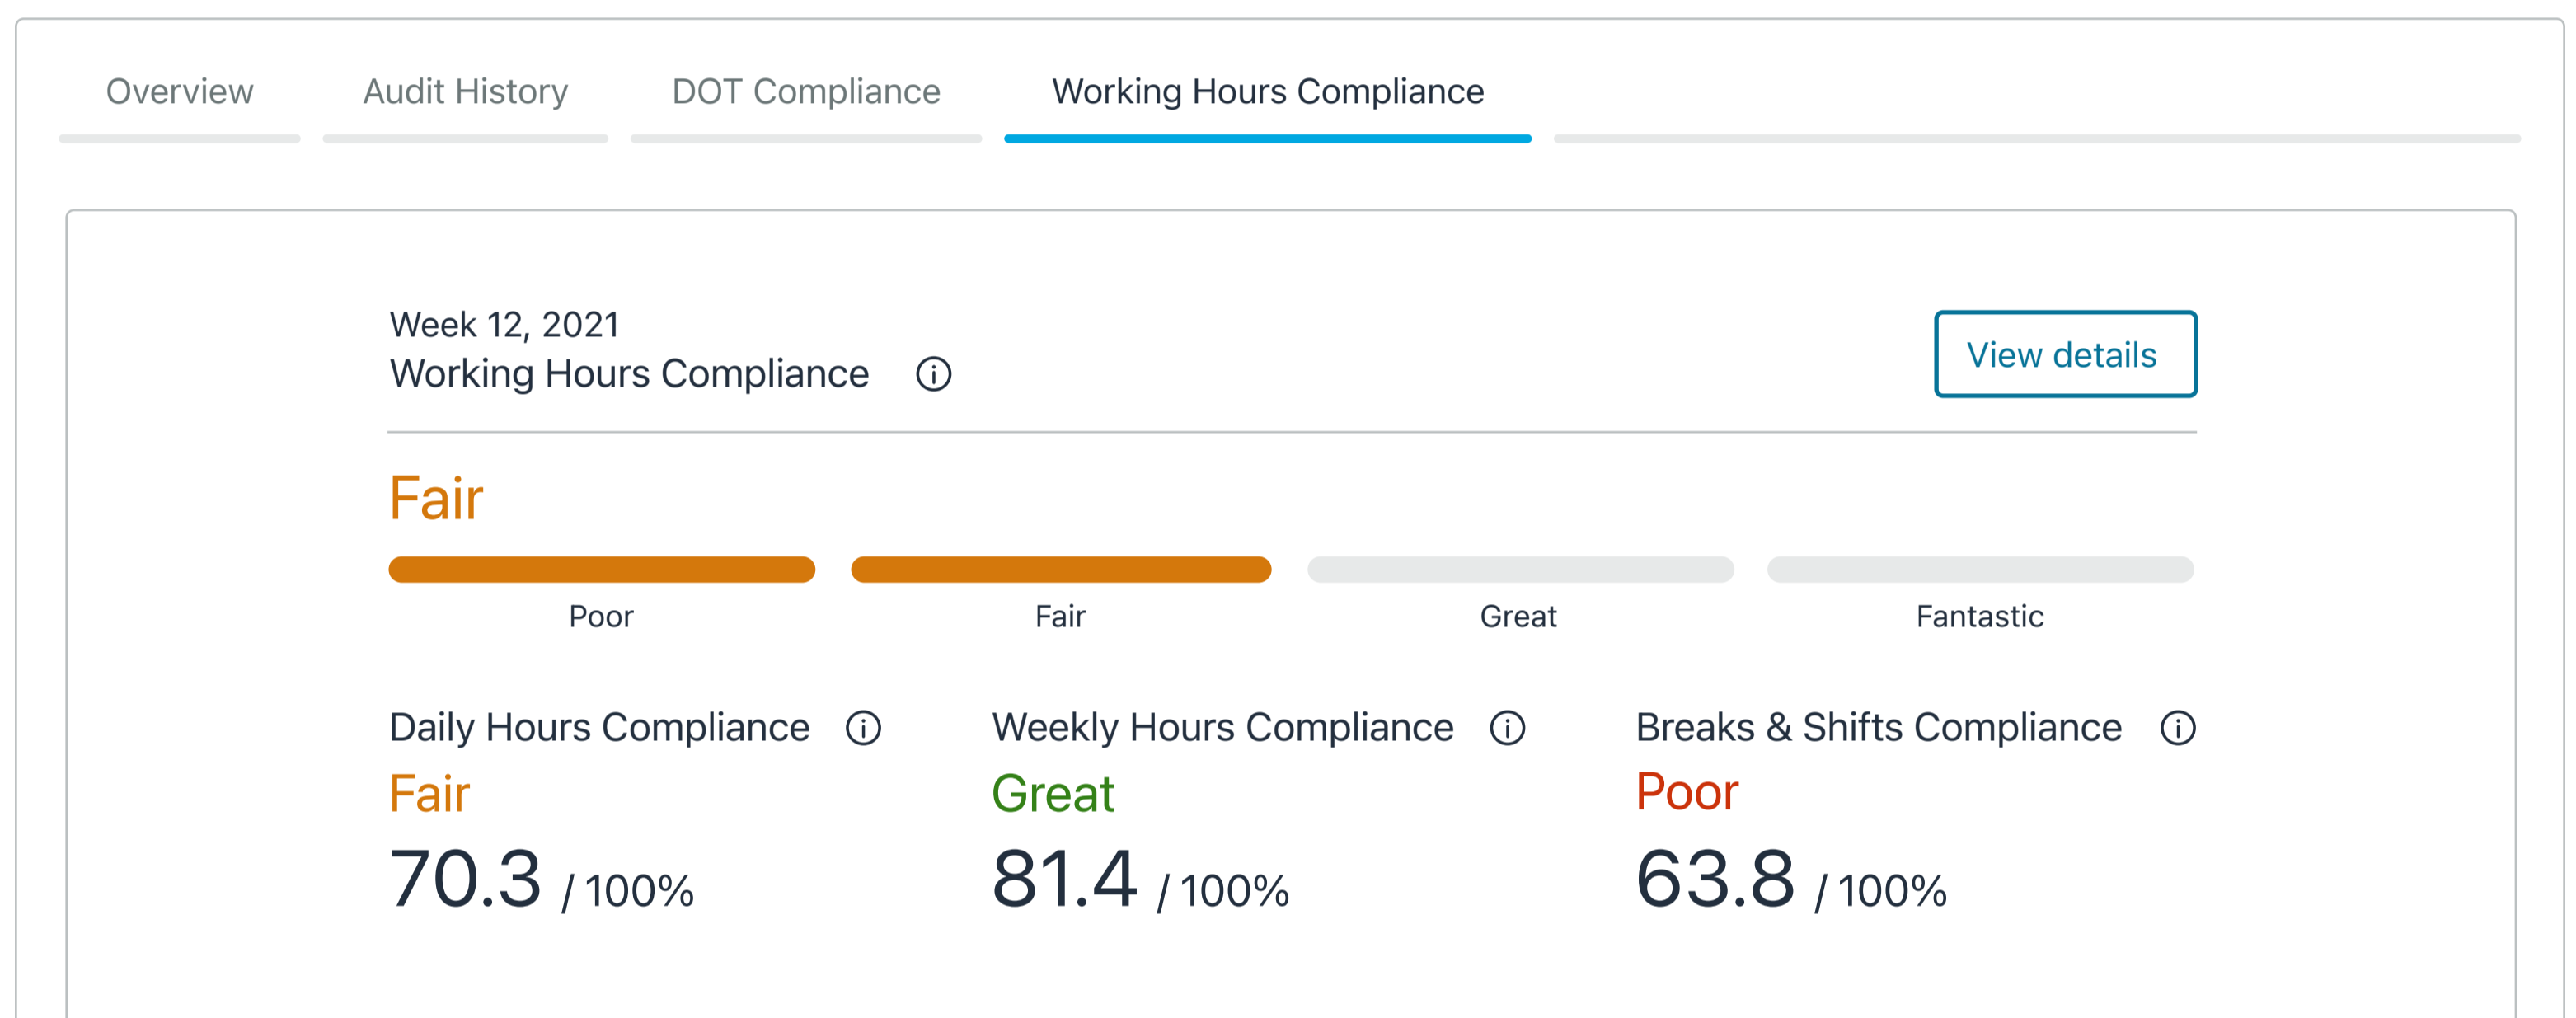 Overview Audit History DOT Compliance Working Hours Compliance
Week 12, 2021
Working Hours Compliance
View details
Fair
Poor Fair Great Fantastic
Daily Hours Compliance Weekly Hours Compliance Breaks & Shifts Compliance
Fair Great Poor
70.3 / 100% 81.4 / 100% 63.8 / 100%